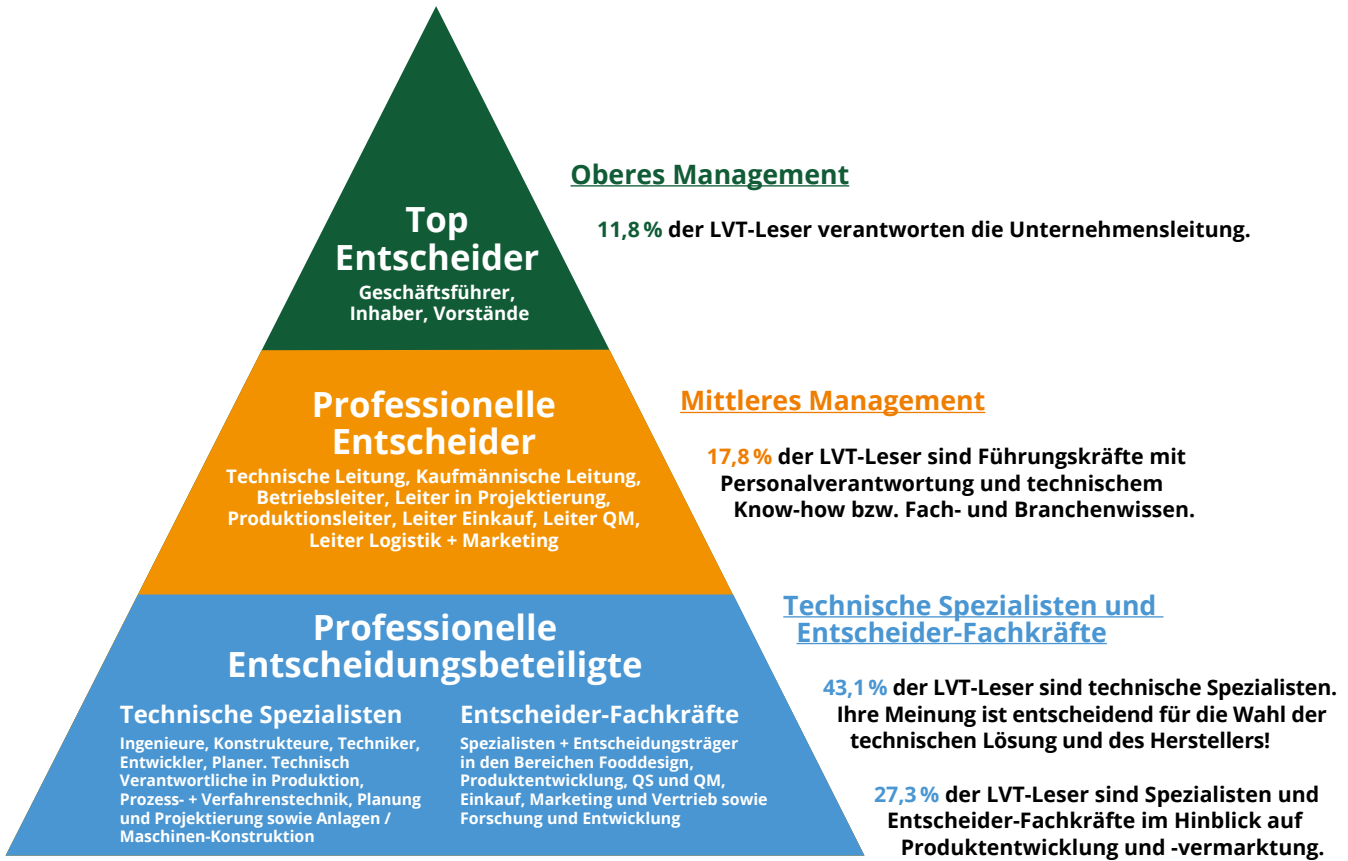 Top
Entscheider
Geschäftsführer,
Inhaber, Vorstände
Oberes Management
11,8 % der LVT-Leser verantworten die Unternehmensleitung.
Professionelle
Entscheider
Technische Leitung, Kaufmännische Leitung,
Betriebsleiter, Leiter in Projektierung,
Produktionsleiter, Leiter Einkauf, Leiter QM,
Leiter Logistik + Marketing
Mittleres Management
17,8 % der LVT-Leser sind Führungskräfte mit
Personalverantwortung und technischem
Know-how bzw. Fach- und Branchenwissen.
Professionelle
Entscheidungsbeteiligte
Technische Spezialisten
Ingenieure, Konstrukteure, Techniker,
Entwickler, Planer. Technisch
Verantwortliche in Produktion,
Prozess- + Verfahrenstechnik, Planung
und Projektierung sowie Anlagen /
Maschinen-Konstruktion
Entscheider-Fachkräfte
Spezialisten + Entscheidungsträger
in den Bereichen Fooddesign,
Produktentwicklung, QS und QM,
Einkauf, Marketing und Vertrieb sowie
Forschung und Entwicklung
Technische Spezialisten und
Entscheider-Fachkräfte
43,1 % der LVT-Leser sind technische Spezialisten.
Ihre Meinung ist entscheidend für die Wahl der
technischen Lösung und des Herstellers!
27,3 % der LVT-Leser sind Spezialisten und
Entscheider-Fachkräfte im Hinblick auf
Produktentwicklung und -vermarktung.